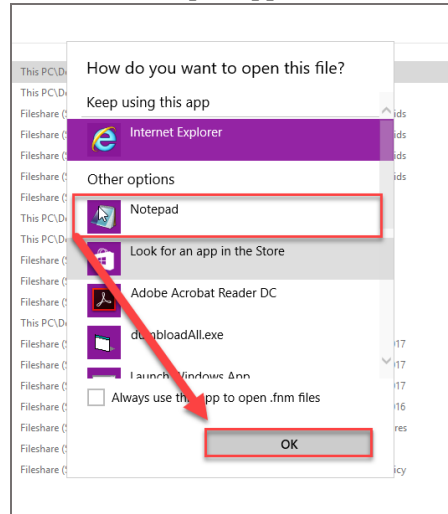 How do you want to open this file?
This PC\D
Keep using this app
This PC\D
Fileshare (
ids
Internet Explorer
Fileshare (
ids
Fileshare (
ids
Other options
Fileshare (
ids
Fileshare (
Notepad
This PC\D
This PC\D
Look for an app in the Store
Fileshare (
Fileshare (
Adobe Acrobat Reader DC
Fileshare (
This PC\D
dumbloadAll.exe
Fileshare (
017
Fileshare (
017
Launch Windows App
Fileshare (
017
Always use this app to open .fnm files
Fileshare (
016
Fileshare (
res
OK
Fileshare (
Fileshare (
icy